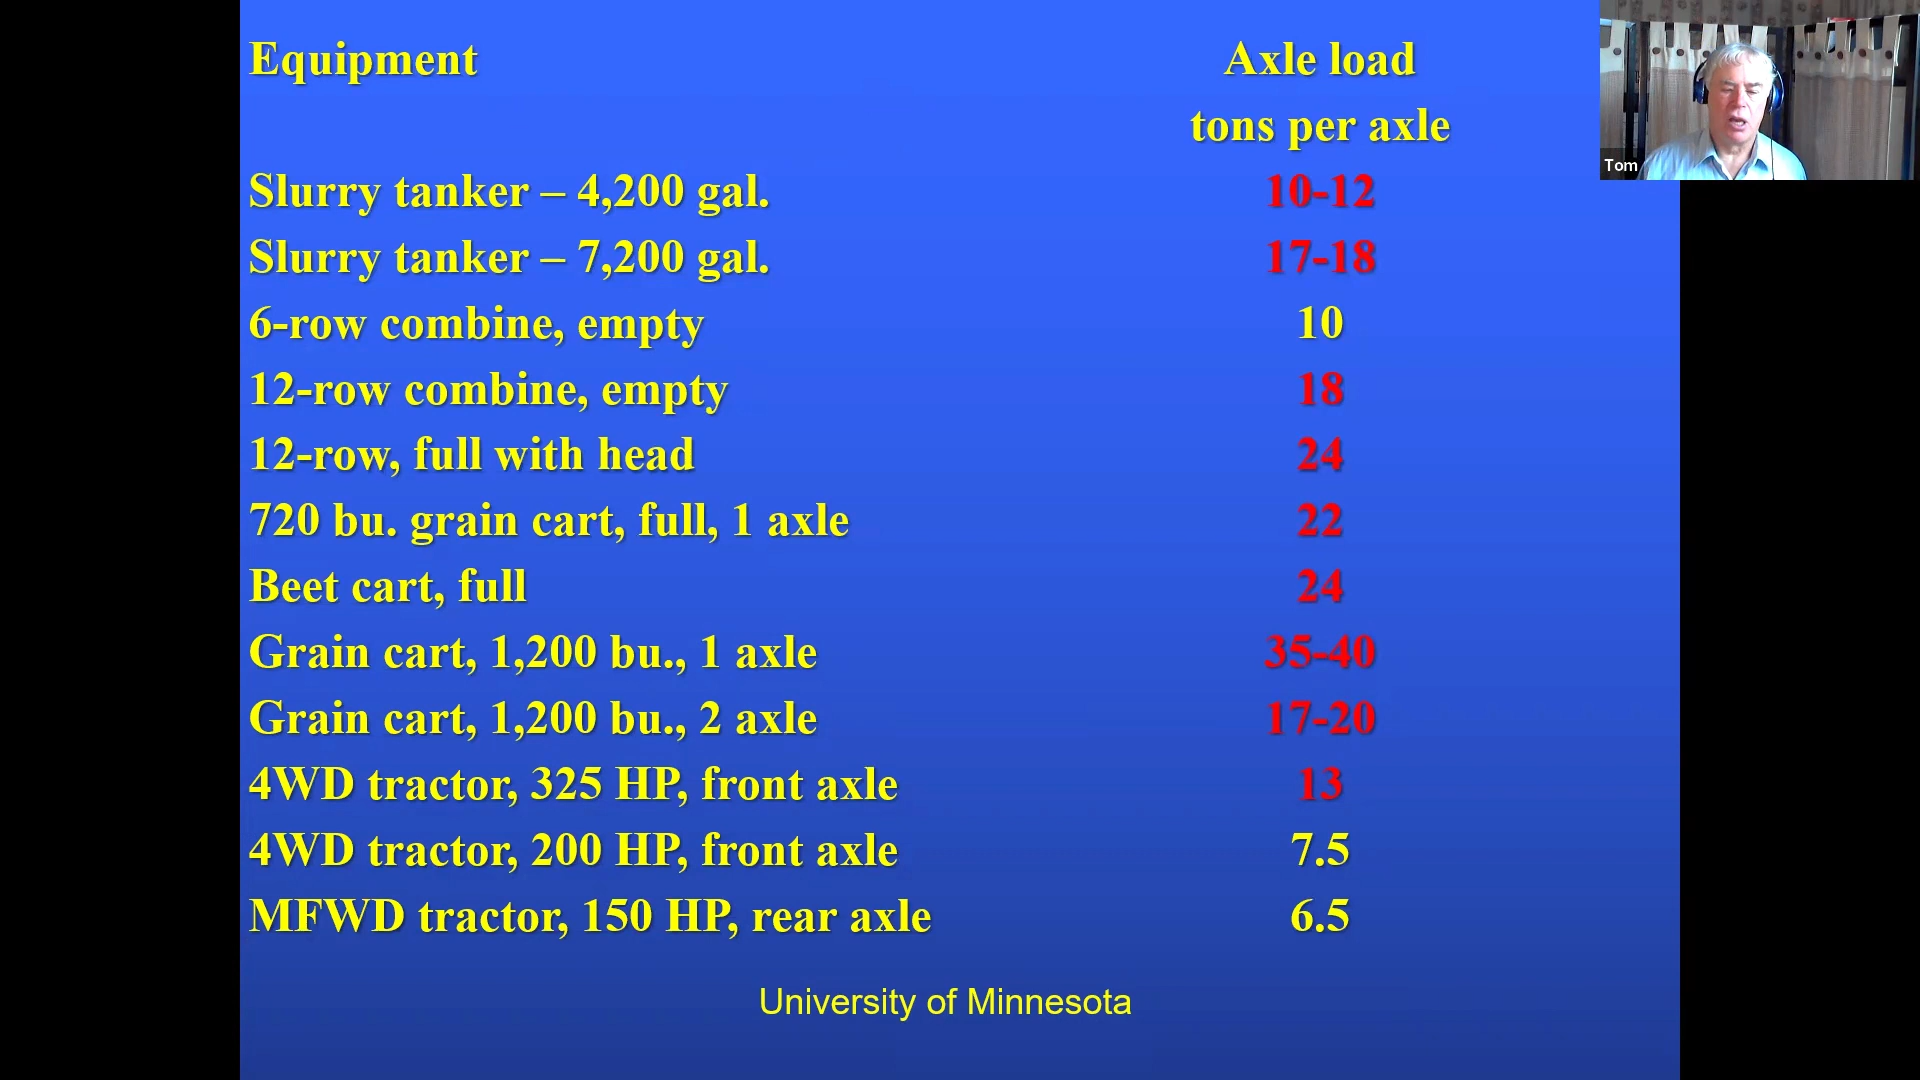 Equipment Axle load
tons per axle
Slurry tanker – 4,200 gal. 10-12
Slurry tanker – 7,200 gal. 17-18
6-row combine, empty 10
12-row combine, empty 18
12-row, full with head 24
720 bu. grain cart, full, 1 axle 22
Beet cart, full 24
Grain cart, 1,200 bu., 1 axle 35-40
Grain cart, 1,200 bu., 2 axle 17-20
4WD tractor, 325 HP, front axle 13
4WD tractor, 200 HP, front axle 7.5
MFWD tractor, 150 HP, rear axle 6.5
University of Minnesota
Tom